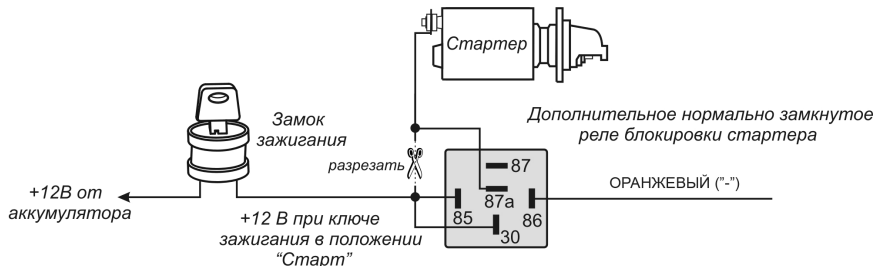 Стартер
Замок
зажигания
Дополнительное нормально замкнутое
реле блокировки стартера
разрезать
87
87а
85
86
30
ОРАНЖЕВЫЙ ("-")
+12В от
аккумулятора
+12 В при ключе
зажигания в положении
“Старт”